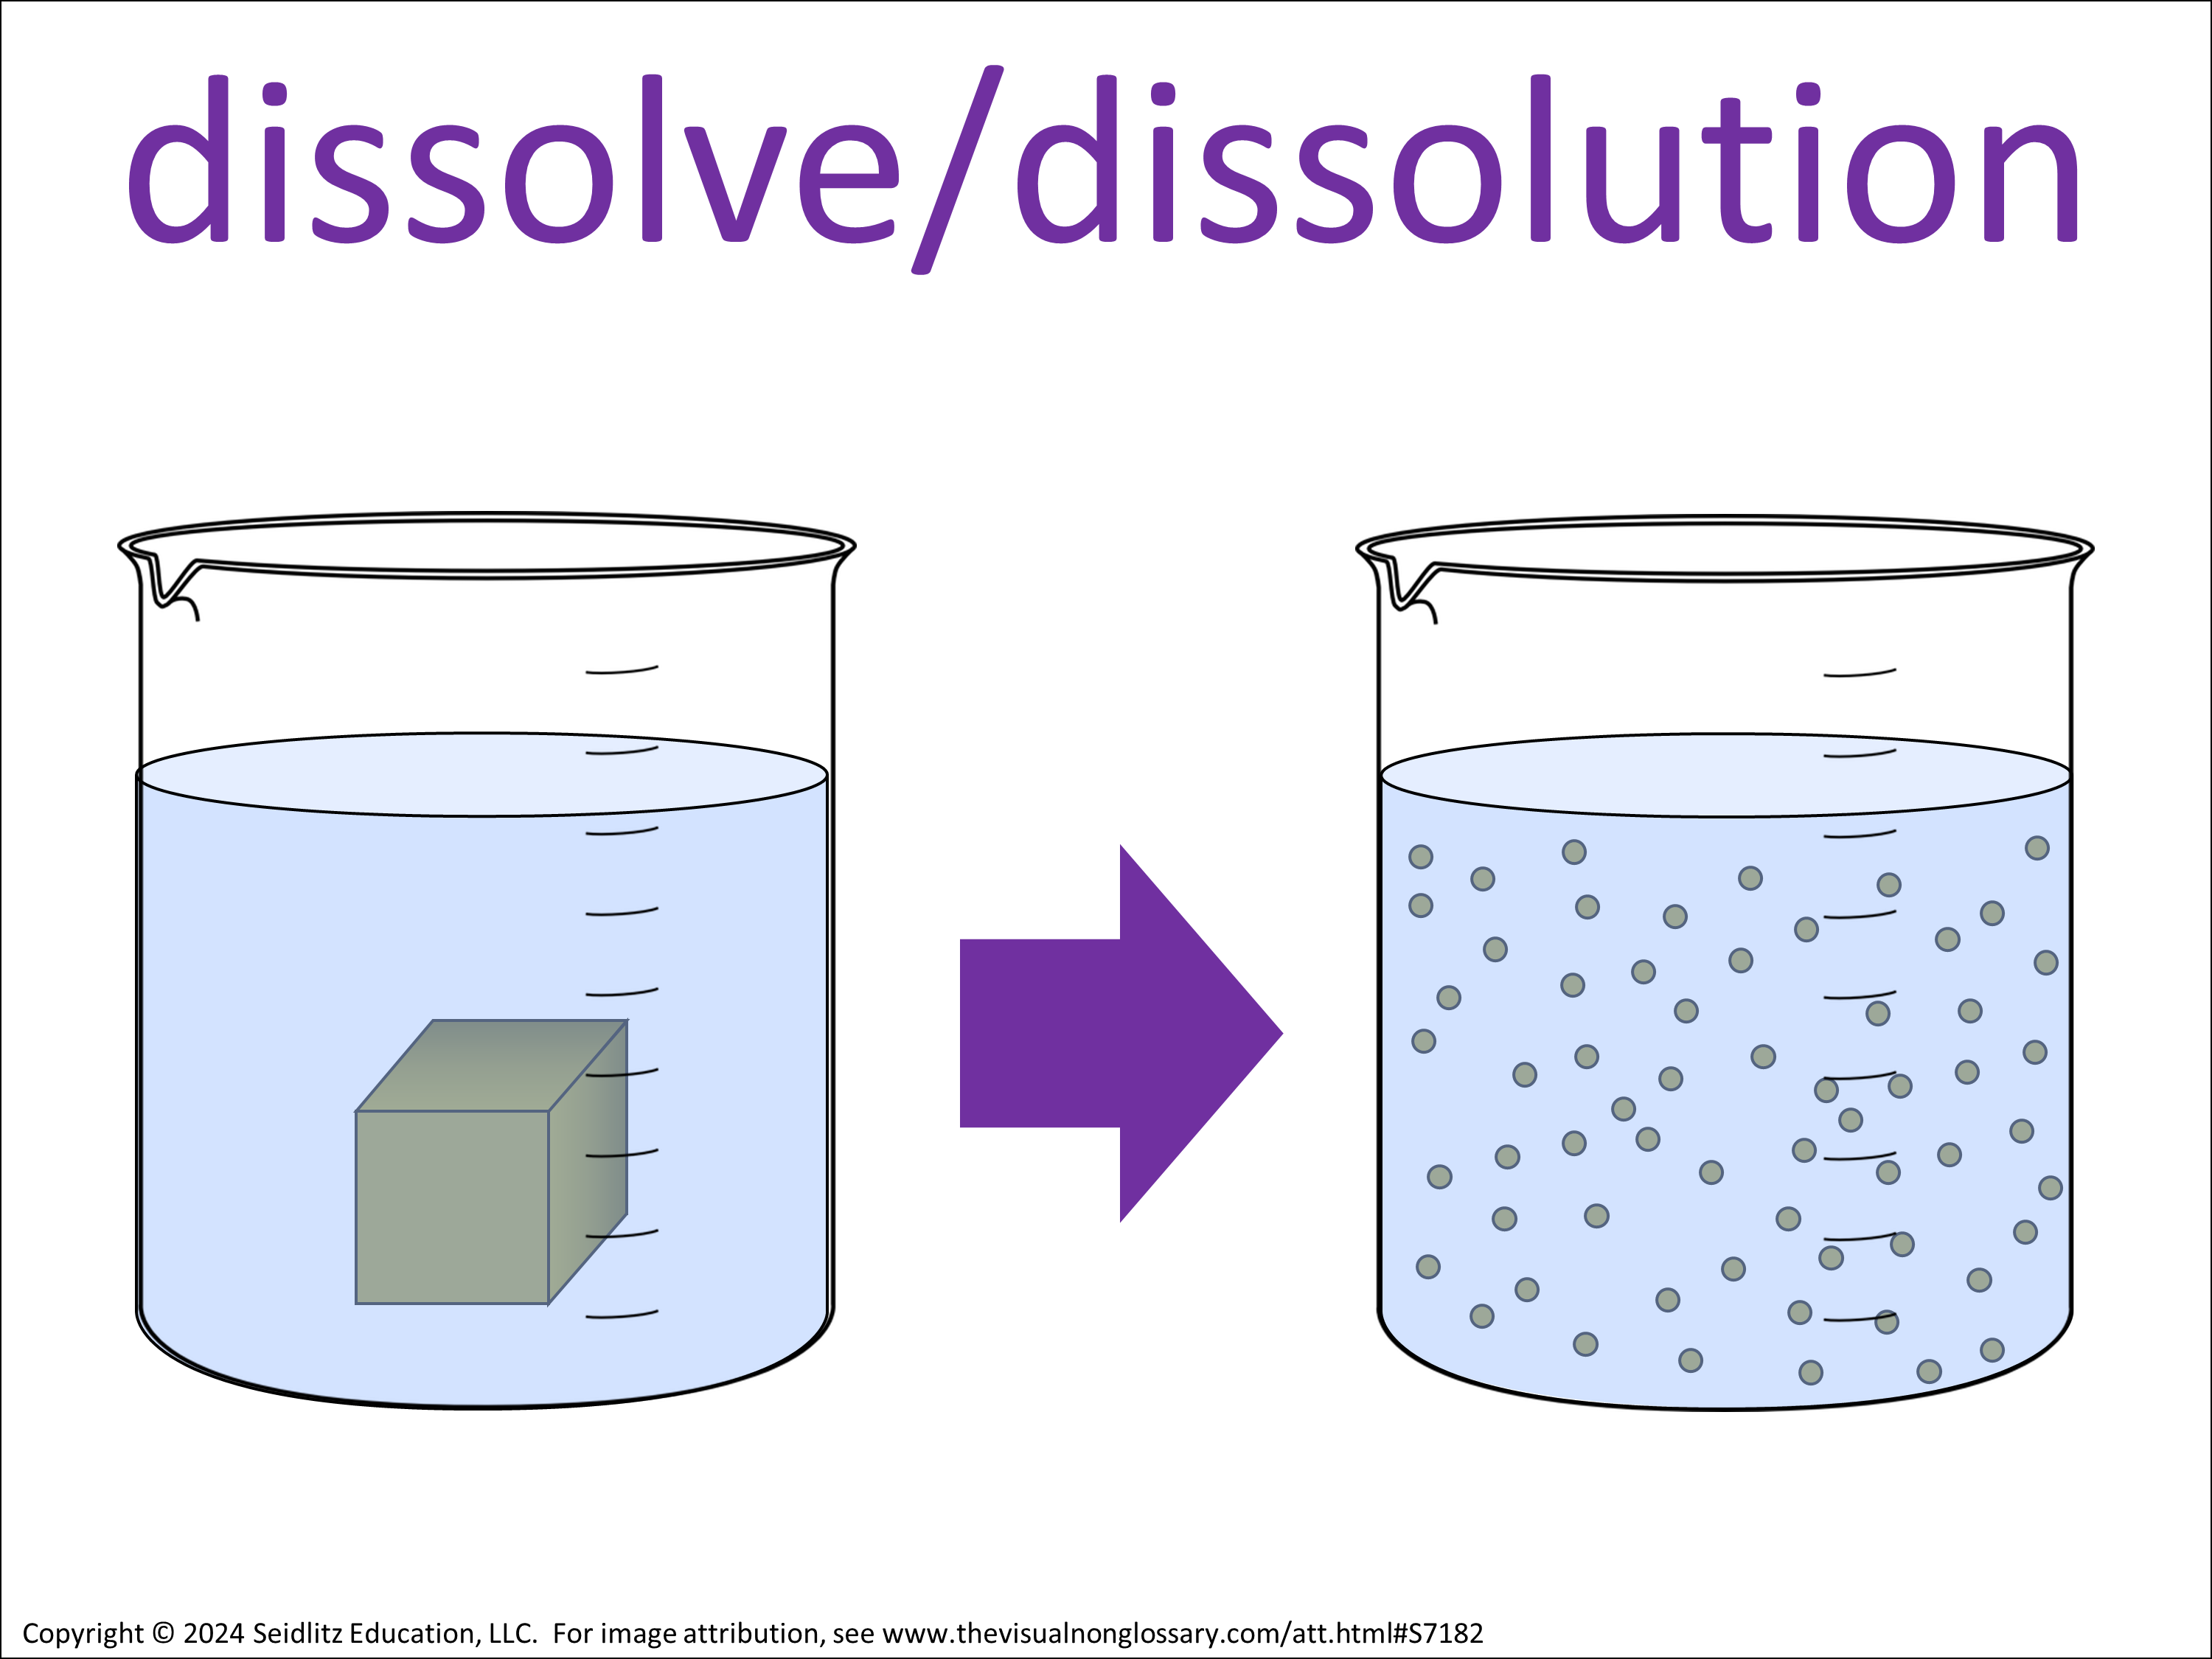 dissolve/dissolution
Copyright © 2024 Seidlitz Education, LLC.  For image attribution, see www.thevisualnonglossary.com/att.html#S7182